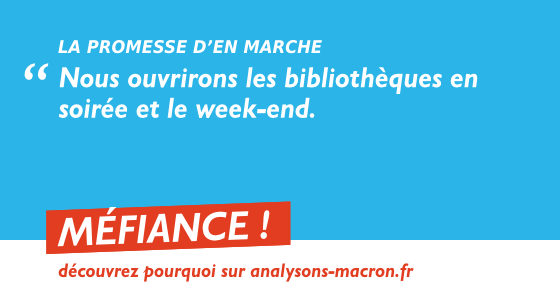 LA PROMESSE D’EN MARCHE
“ Nous ouvrirons les bibliothèques en
soirée et le week-end.
MÉFIANCE !
découvrez pourquoi sur analysons-macron.fr